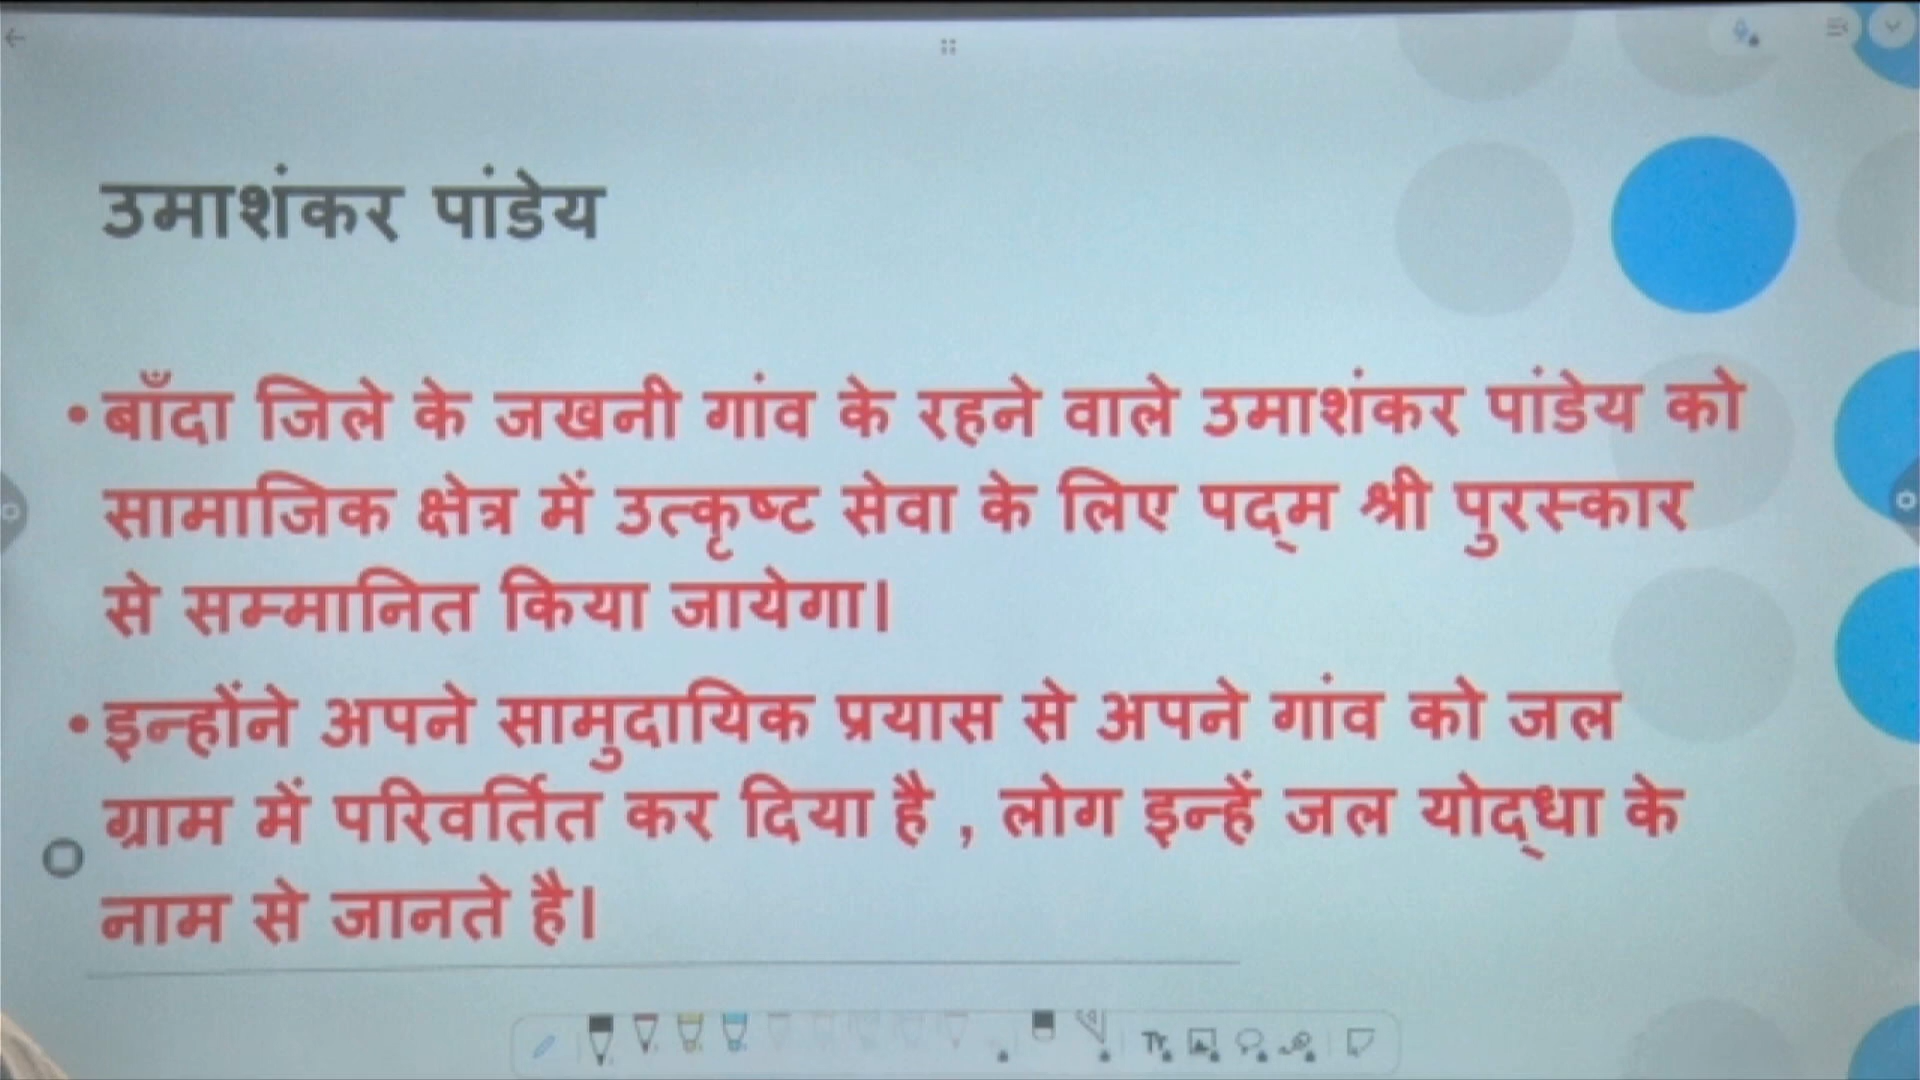 उमाशंकर पांडेय
• बाँदा जिले के जखनी गांव के रहने वाले उमाशंकर पांडेय को
सामाजिक क्षेत्र में उत्कृष्ट सेवा के लिए पद्म श्री पुरस्कार
से सम्मानित किया जायेगा।
• इन्होंने अपने सामुदायिक प्रयास से अपने गांव को जल
ग्राम में परिवर्तित कर दिया है , लोग इन्हें जल योद्धा के
नाम से जानते है।
Tr